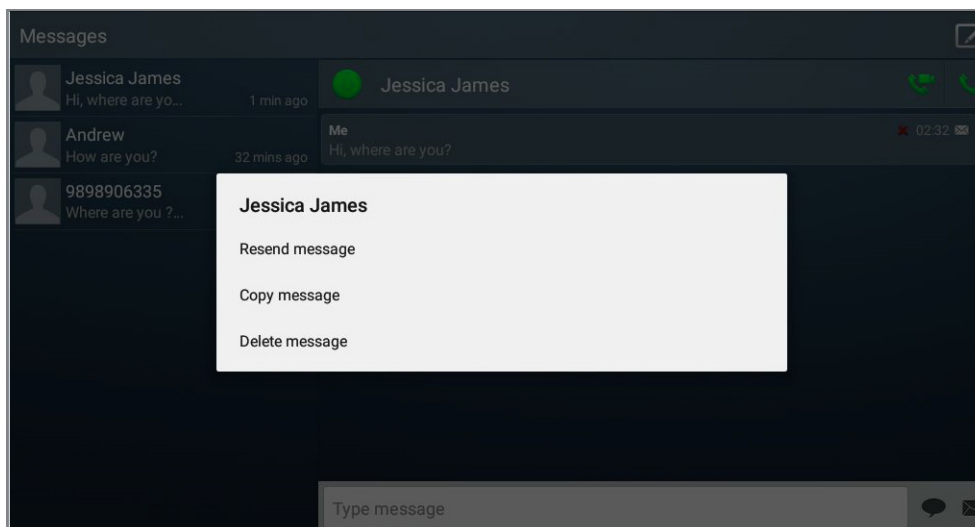 Messages
Jessica James
Hi, where are yo...
1 min ago
Andrew
How are you?
32 mins ago
9898906335
Where are you ?...
Jessica James
Me
02:32
Hi, where are you?
Jessica James
Resend message
Copy message
Delete message
Type message